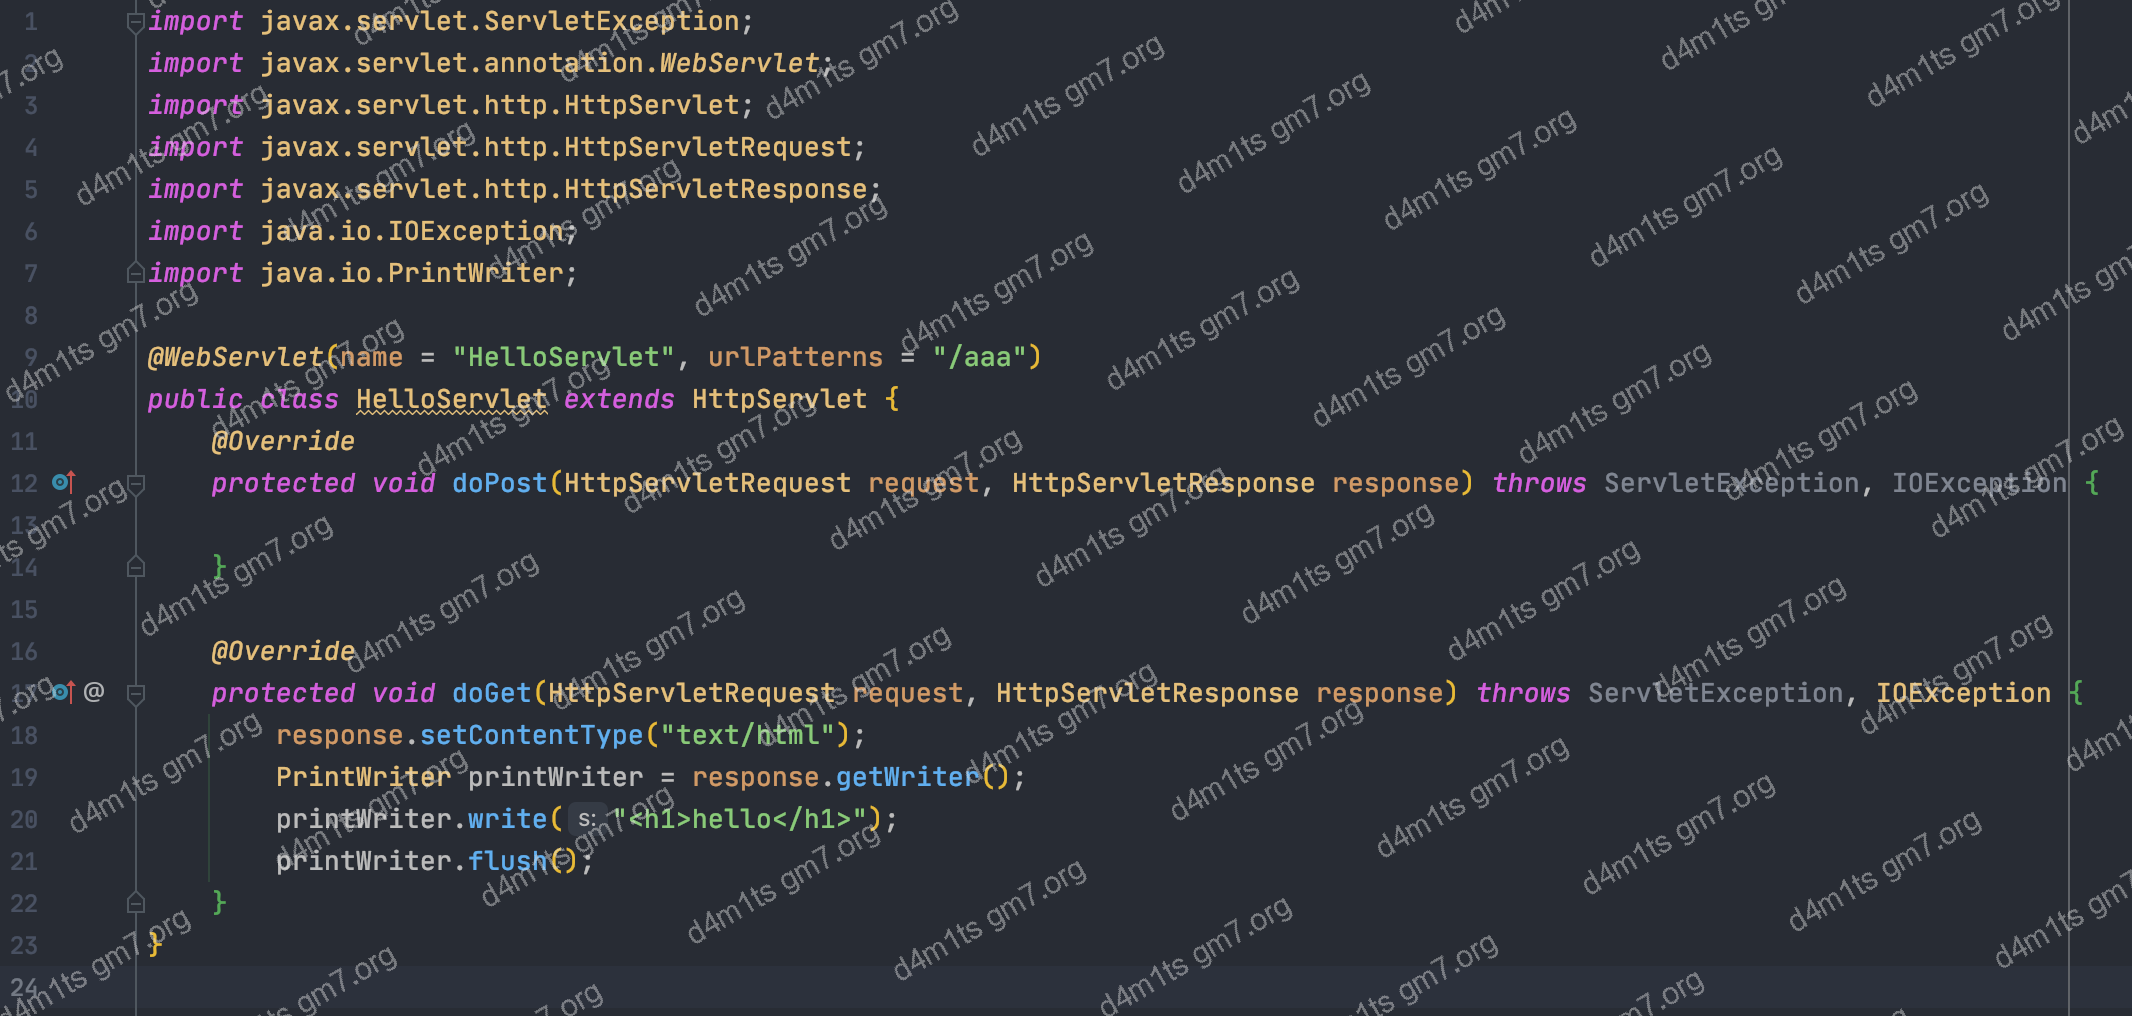 1 import javax.servlet.ServletException;
2 import javax.servlet.annotation.WebServlet;
3 import javax.servlet.http.HttpServlet;
4 import javax.servlet.http.HttpServletRequest;
5 import javax.servlet.http.HttpServletResponse;
6 import java.io.IOException;
7 import java.io.PrintWriter;
8
9 @WebServlet(name = "HelloServlet", urlPatterns = "/aaa")
10 public class HelloServlet extends HttpServlet {
11 @Override
12 protected void doPost(HttpServletRequest request, HttpServletResponse response) throws ServletException, IOException {
13
14 }
15
16 @Override
17 @ protected void doGet(HttpServletRequest request, HttpServletResponse response) throws ServletException, IOException {
18 response.setContentType("text/html");
19 PrintWriter printWriter = response.getWriter();
20 printWriter.write( s: "<h1>hello</h1>");
21 printWriter.flush();
22 }
23 }
24
d4m1ts gm7.org